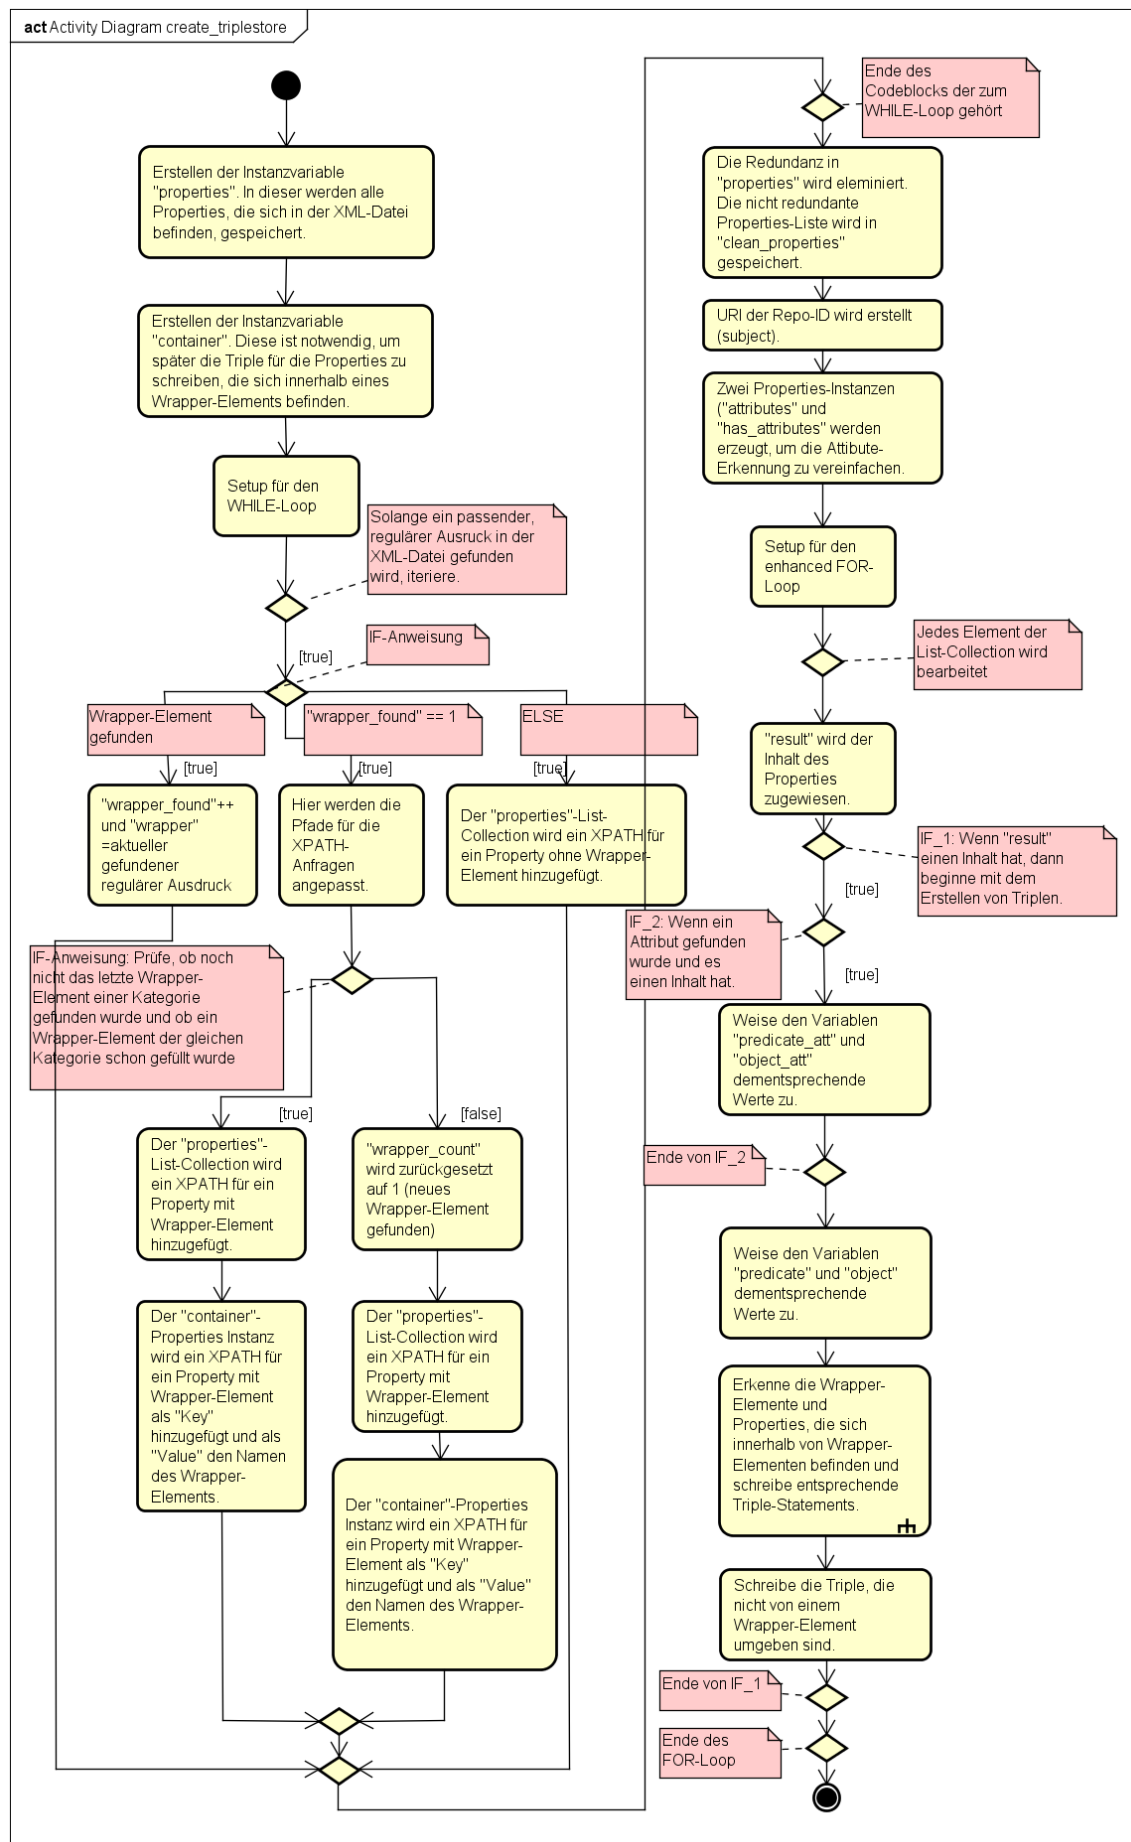 act Activity Diagram create_triplestore
Erstellen der Instanzvariable
"properties". In dieser werden alle
Properties, die sich in der XML-Datei
befinden, gespeichert.
Erstellen der Instanzvariable
"container". Diese ist notwendig, um
später die Triple für die Properties zu
schreiben, die sich innerhalb eines
Wrapper-Elements befinden.
Setup für den
WHILE-Loop
Solange ein passender,
regulärer Ausruck in der
XML-Datei gefunden
wird, iteriere.
IF-Anweisung
[true]
Wrapper-Element
gefunden
[true]
"wrapper_found" == 1
[true]
ELSE
[true]
"wrapper_found"++
und "wrapper"
=aktueller
gefundener
regulärer Ausdruck
Hier werden die
Pfade für die
XPATH-
Anfragen
angepasst.
Der "properties"-List-
Collection wird ein XPATH für
ein Property ohne Wrapper-
Element hinzugefügt.
IF-Anweisung: Prüfe, ob noch
nicht das letzte Wrapper-
Element einer Kategorie
gefunden wurde und ob ein
Wrapper-Element der gleichen
Kategorie schon gefüllt wurde
[true]
[false]
Der "properties"-
List-Collection wird
ein XPATH für ein
Property mit
Wrapper-Element
hinzugefügt.
"wrapper_count"
wird zurückgesetzt
auf 1 (neues
Wrapper-Element
gefunden)
Der "container"-
Properties Instanz
wird ein XPATH für
ein Property mit
Wrapper-Element
als "Key"
hinzugefügt und als
"Value" den Namen
des Wrapper-
Elements.
Der "properties"-
List-Collection wird
ein XPATH für ein
Property mit
Wrapper-Element
hinzugefügt.
Der "container"-Properties
Instanz wird ein XPATH für
ein Property mit Wrapper-
Element als "Key"
hinzugefügt und als "Value"
den Namen des Wrapper-
Elements.
Ende des
Codeblocks der zum
WHILE-Loop gehört
Die Redundanz in
"properties" wird eleminiert.
Die nicht redundante
Properties-Liste wird in
"clean_properties"
gespeichert.
URI der Repo-ID wird erstellt
(subject).
Zwei Properties-Instanzen
("attributes" und
"has_attributes" werden
erzeugt, um die Attibute-
Erkennung zu vereinfachen.
Setup für den
enhanced FOR-
Loop
Jedes Element der
List-Collection wird
bearbeitet
"result" wird der
Inhalt des
Properties
zugewiesen.
IF_1: Wenn "result"
einen Inhalt hat, dann
beginne mit dem
Erstellen von Triplen.
[true]
IF_2: Wenn ein
Attribut gefunden
wurde und es
einen Inhalt hat.
[true]
Weise den Variablen
"predicate_att" und
"object_att"
dementsprechende
Werte zu.
Ende von IF_2
Weise den Variablen
"predicate" und "object"
dementsprechende
Werte zu.
Erkenne die Wrapper-
Elemente und
Properties, die sich
innerhalb von Wrapper-
Elementen befinden und
schreibe entsprechende
Triple-Statements.
Schreibe die Triple, die
nicht von einem
Wrapper-Element
umgeben sind.
Ende von IF_1
Ende des
FOR-Loop